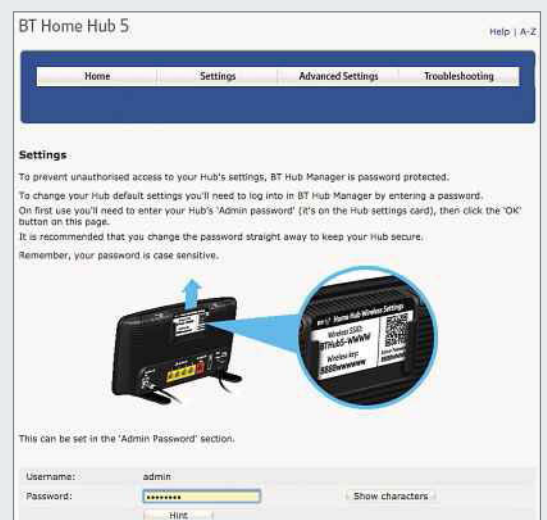 BT Home Hub 5
Help | A-Z
Home Settings Advanced Settings Troubleshooting
Settings
To prevent unauthorised access to your Hub's settings, BT Hub Manager is password protected.
To change your Hub default settings you'll need to log into in BT Hub Manager by entering a password.
On first use you'll need to enter your Hub's 'Admin password' (it's on the Hub settings card), then click the 'OK'
button on this page.
It is recommended that you change the password straight away to keep your Hub secure.
Remember, your password is case sensitive.
Home Hub Wireless Settings
Wireless SSID:
BTHub5-WWWW
Wireless key:
This can be set in the 'Admin Password' section.
Username: admin
Password: •••••••• Show characters
Hint